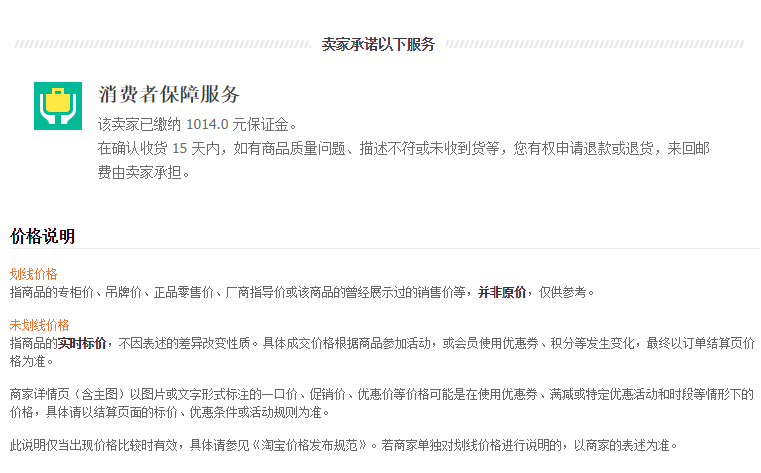 卖家承诺以下服务
消费者保障服务
该卖家已缴纳 1014.0 元保证金。
在确认收货 15 天内，如有商品质量问题、描述不符或未收到货等，您有权申请退款或退货，来回邮
费由卖家承担。
价格说明
划线价格
指商品的专柜价、吊牌价、正品零售价、厂商指导价或该商品的曾经展示过的销售价等，并非原价，仅供参考。
未划线价格
指商品的实时标价，不因表述的差异改变性质。具体成交价格根据商品参加活动，或会员使用优惠券、积分等发生变化，最终以订单结算页价
格为准。
商家详情页（含主图）以图片或文字形式标注的一口价、促销价、优惠价等价格可能是在使用优惠券、满减或特定优惠活动和时段等情形下的
价格，具体请以结算页面的标价、优惠条件或活动规则为准。
此说明仅当出现价格比较时有效，具体请参见《淘宝价格发布规范》。若商家单独对划线价格进行说明的，以商家的表述为准。